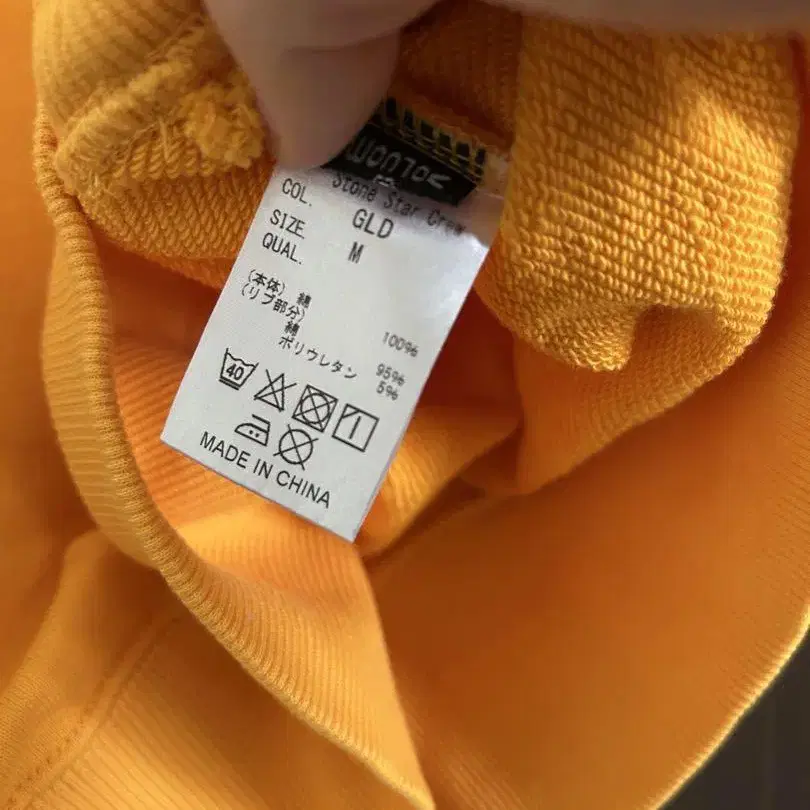 VOLCOM
Stone Star Crew
COL. GLD
SIZE. M
QUAL.
(本体) 綿 100%
(リブ部分)
綿 95%
ポリウレタン 5%
40
MADE IN CHINA